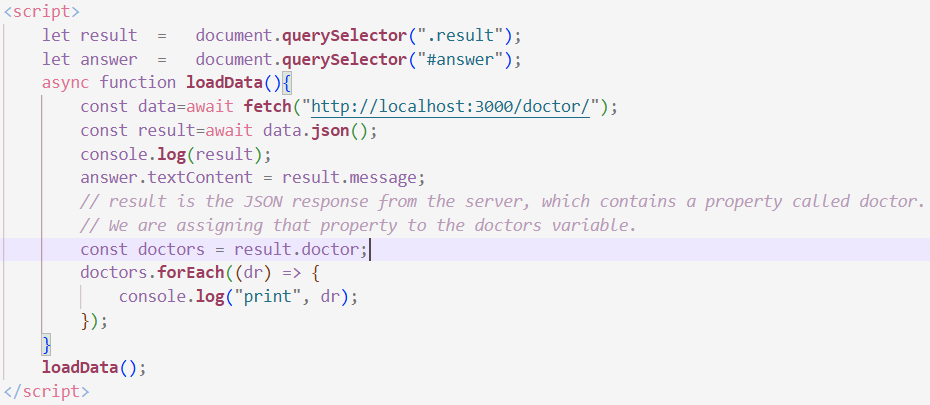 <script>
let result  =   document.querySelector(".result");
let answer  =   document.querySelector("#answer");
async function loadData(){
const data=await fetch("http://localhost:3000/doctor/");
const result=await data.json();
console.log(result);
answer.textContent = result.message;
// result is the JSON response from the server, which contains a property called doctor.
// We are assigning that property to the doctors variable.
const doctors = result.doctor;
doctors.forEach((dr) => {
console.log("print", dr);
});
}
loadData();
</script>